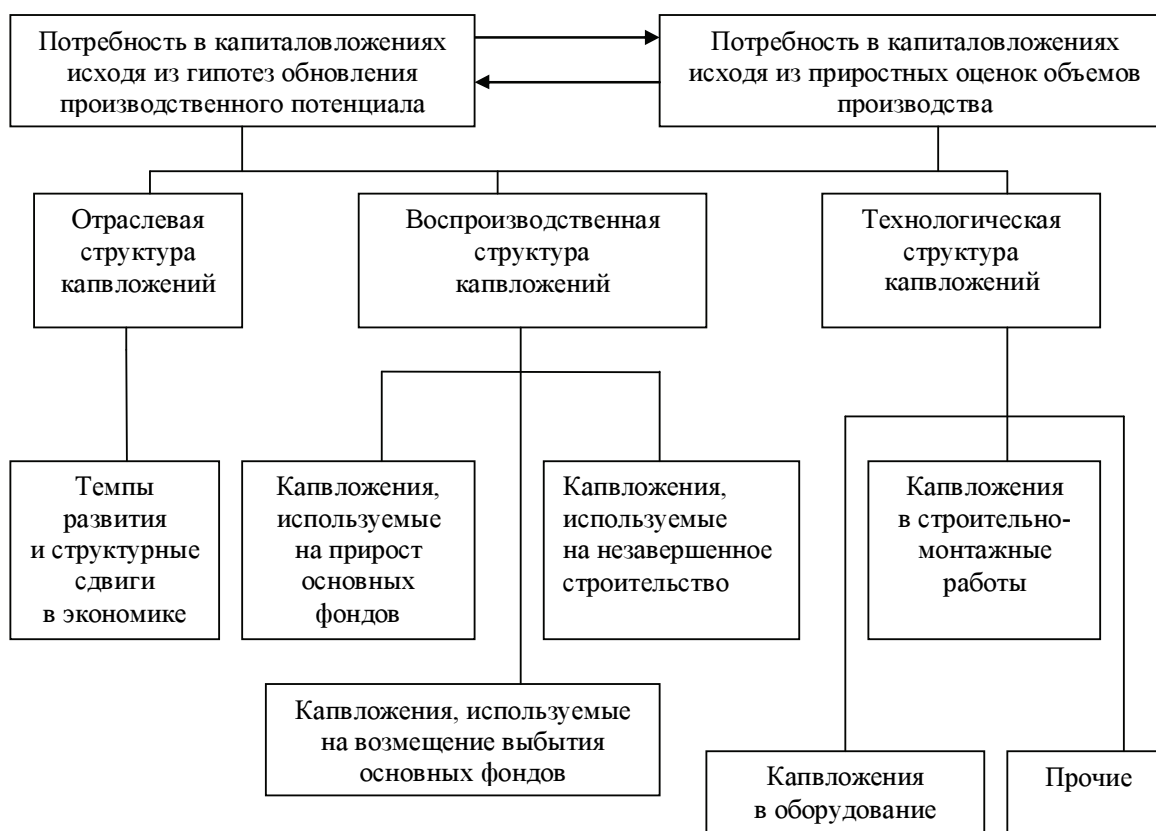 Потребность в капиталовложениях
исходя из гипотез обновления
производственного потенциала
Потребность в капиталовложениях
исходя из приростных оценок объемов
производства
Отраслевая
структура
капвложений
Воспроизводственная
структура
капвложений
Технологическая
структура
капвложений
Темпы
развития
и структурные
сдвиги
в экономике
Капвложения,
используемые
на прирост
основных
фондов
Капвложения,
используемые
на незавершенное
строительство
Капвложения
в строительно-
монтажные
работы
Капвложения, используемые
на возмещение выбытия
основных фондов
Капвложения
в оборудование
Прочие